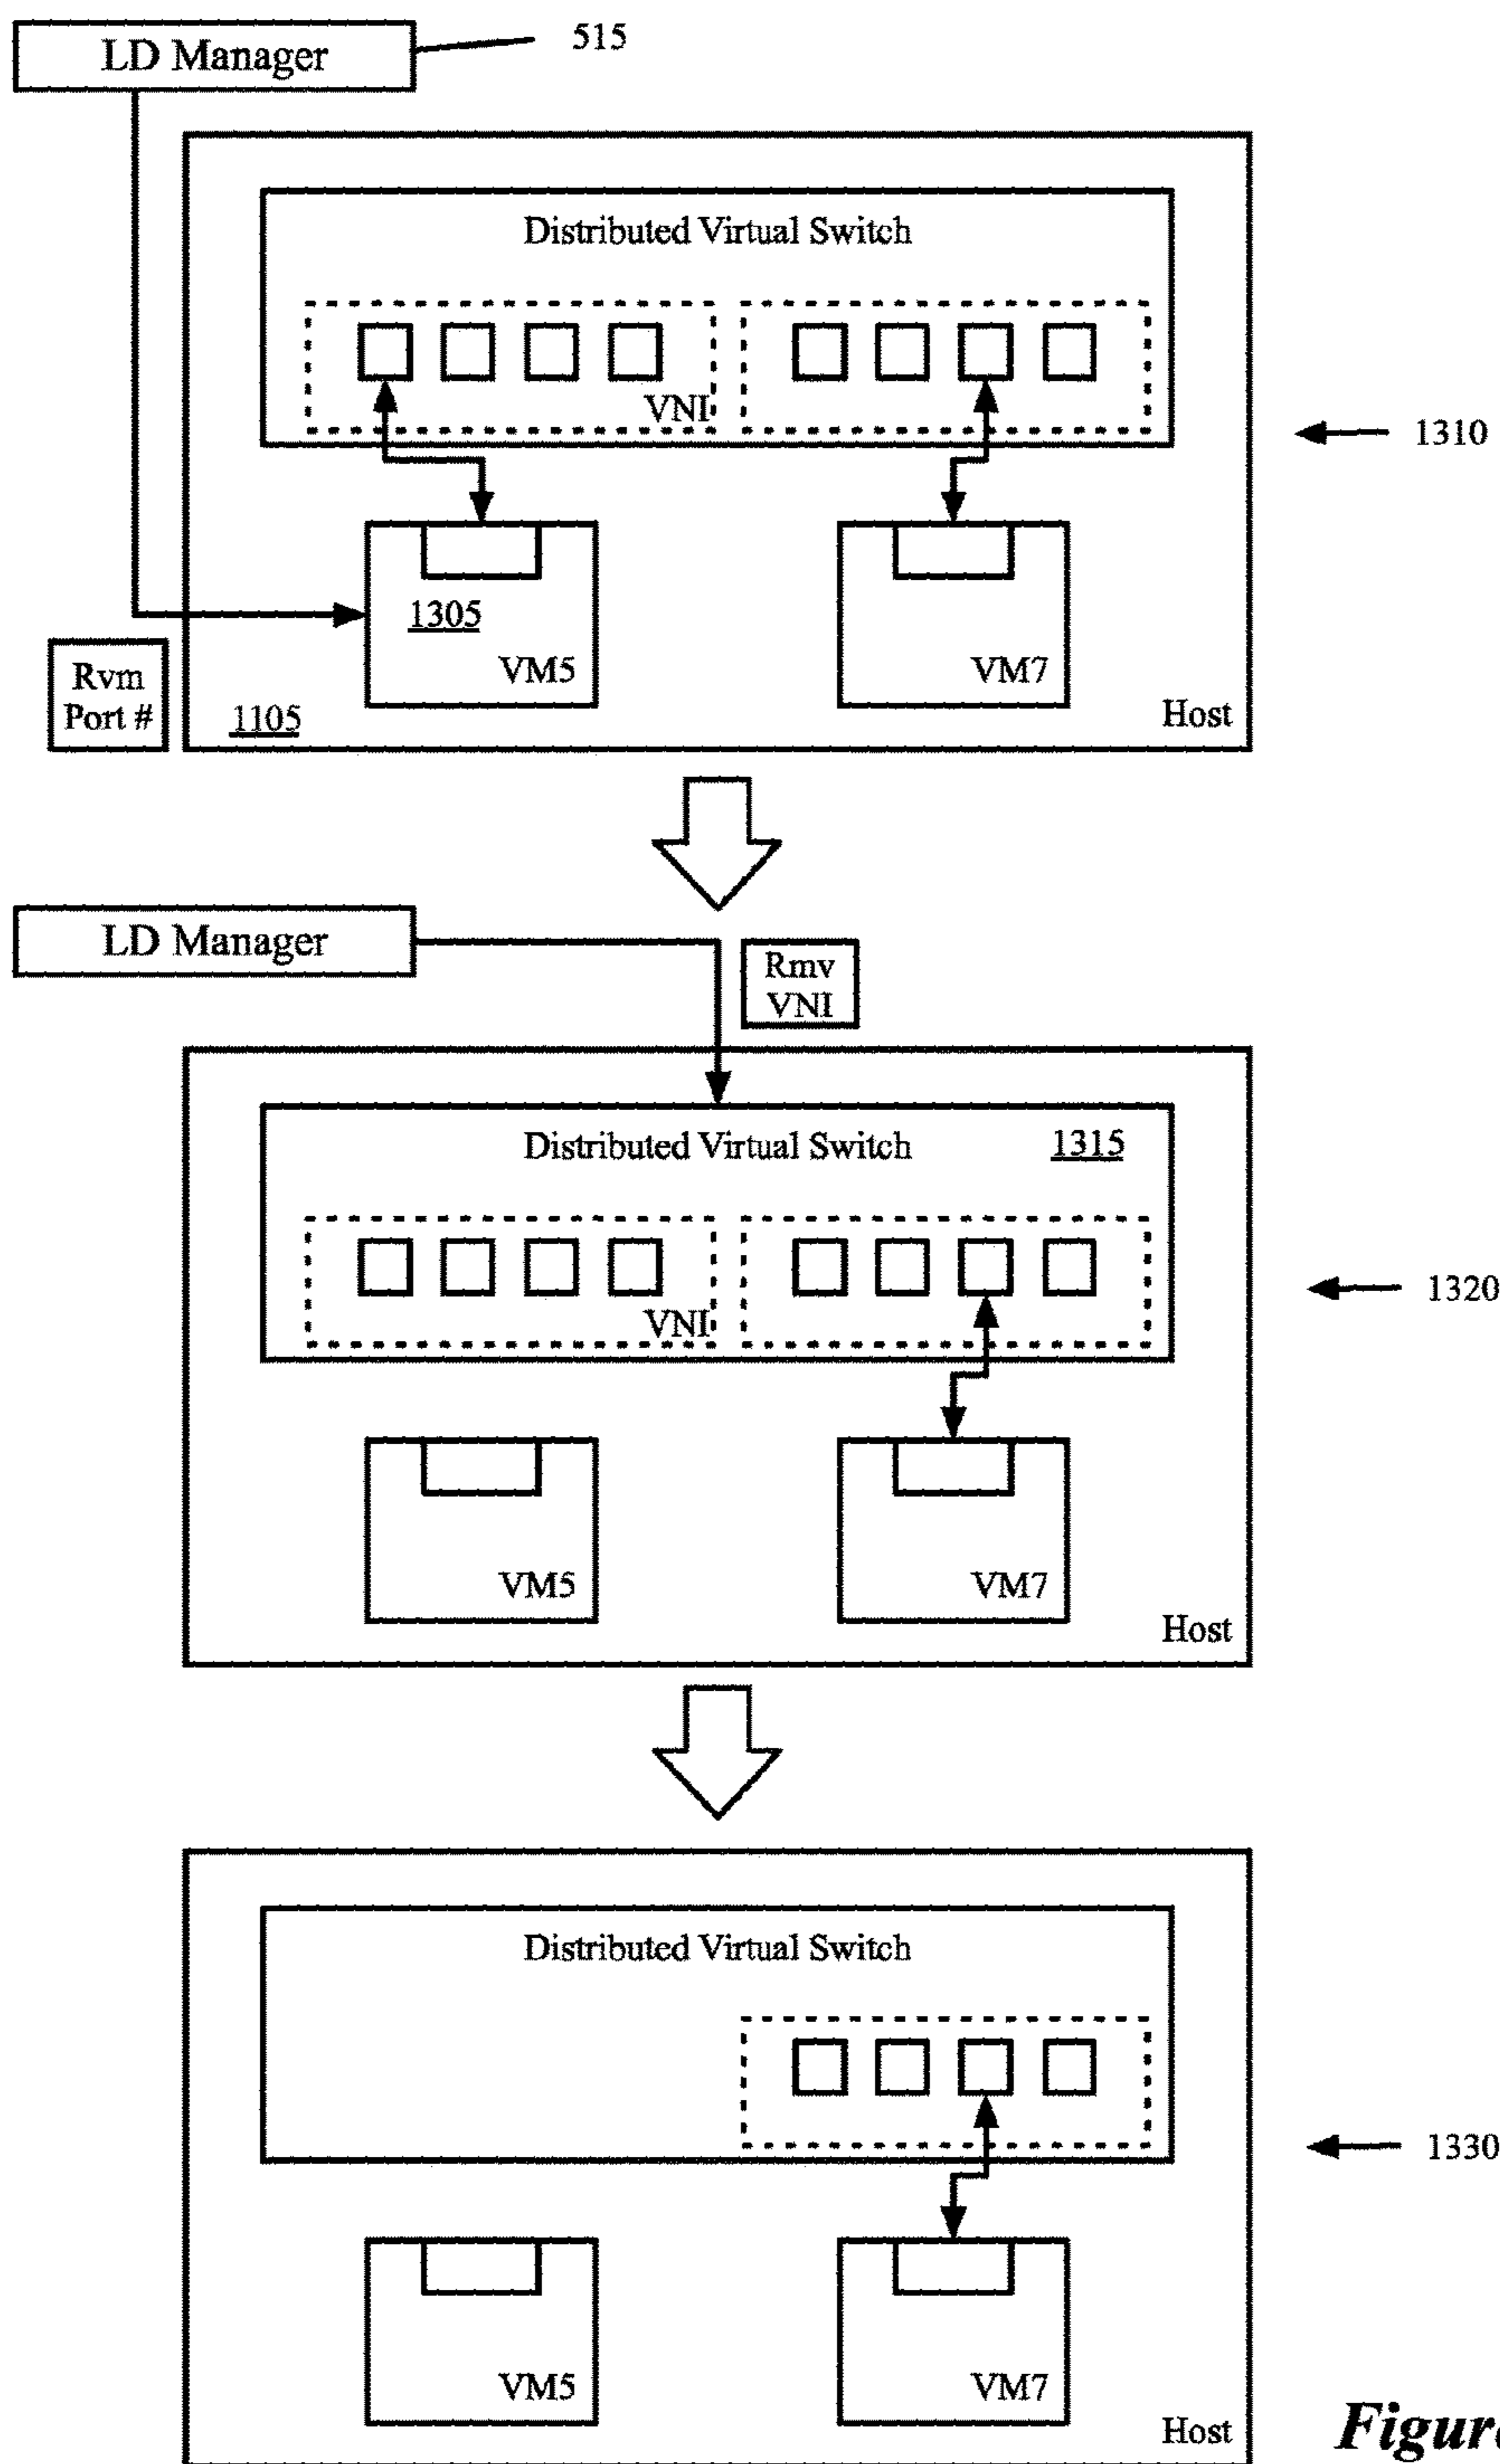 LD Manager
515
Distributed Virtual Switch
VNI
1310
1305
VM5
VM7
Rvm
Port #
1105
Host
LD Manager
Rmv
VNI
Distributed Virtual Switch
1315
VNI
1320
VM5
VM7
Host
Distributed Virtual Switch
1330
VM5
VM7
Host
Figure